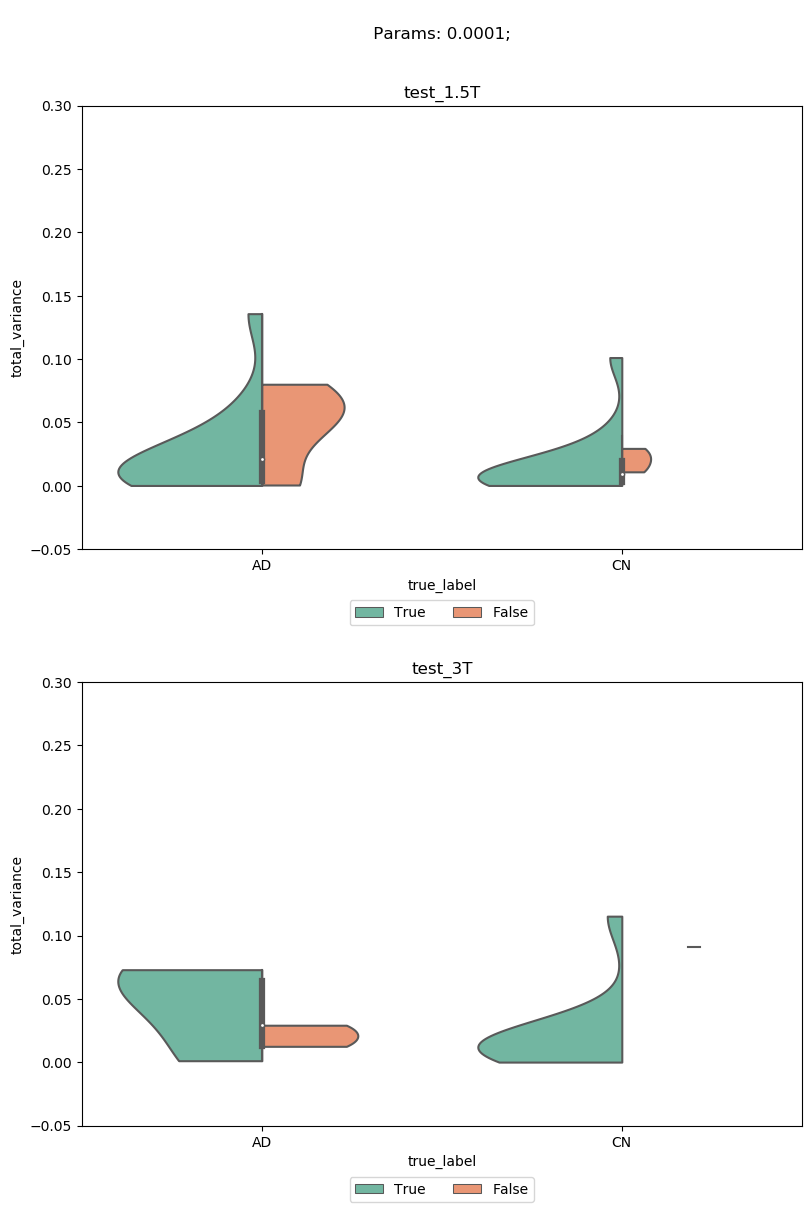 Params: 0.0001;
test_1.5T
0.30
0.25
0.20
0.15
0.10
0.05
0.00
−0.05
total_variance
AD CN
true_label
True False
test_3T
0.30
0.25
0.20
0.15
0.10
0.05
0.00
−0.05
total_variance
AD CN
true_label
True False